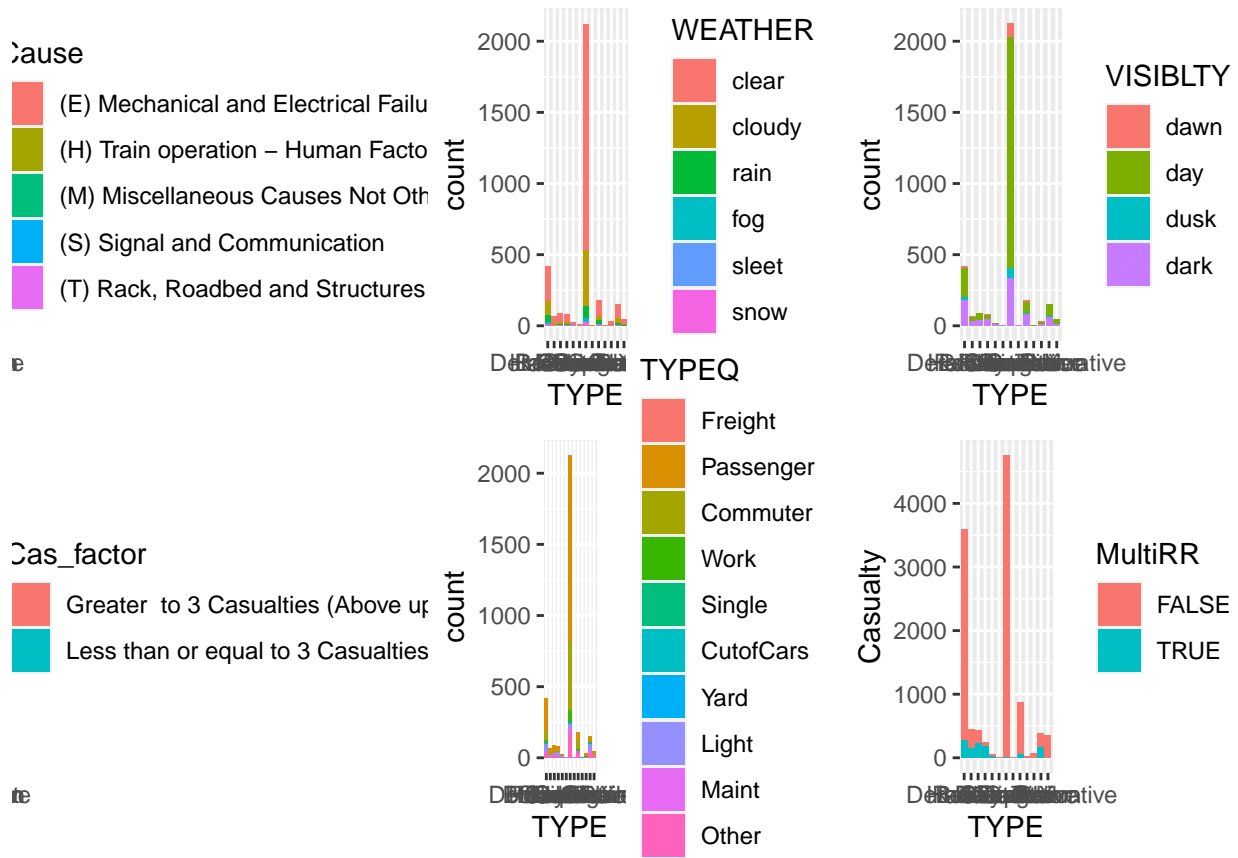 Cause
(E) Mechanical and Electrical Failu
(H) Train operation – Human Facto
(M) Miscellaneous Causes Not Oth
(S) Signal and Communication
(T) Rack, Roadbed and Structures
2000
1500
1000
500
0
count
TYPE
WEATHER
clear
cloudy
rain
fog
sleet
snow
2000
1500
1000
500
0
count
TYPE
VISIBLTY
dawn
day
dusk
dark
Cas_factor
Greater  to 3 Casualties (Above up
Less than or equal to 3 Casualties
2000
1500
1000
500
0
count
TYPE
TYPEQ
Freight
Passenger
Commuter
Work
Single
CutofCars
Yard
Light
Maint
Other
4000
3000
2000
1000
0
Casualty
TYPE
MultiRR
FALSE
TRUE